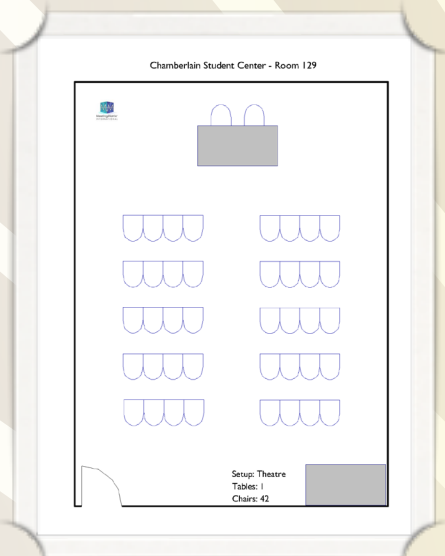 Chamberlain Student Center - Room 129
Setup: Theatre
Tables: 1
Chairs: 42